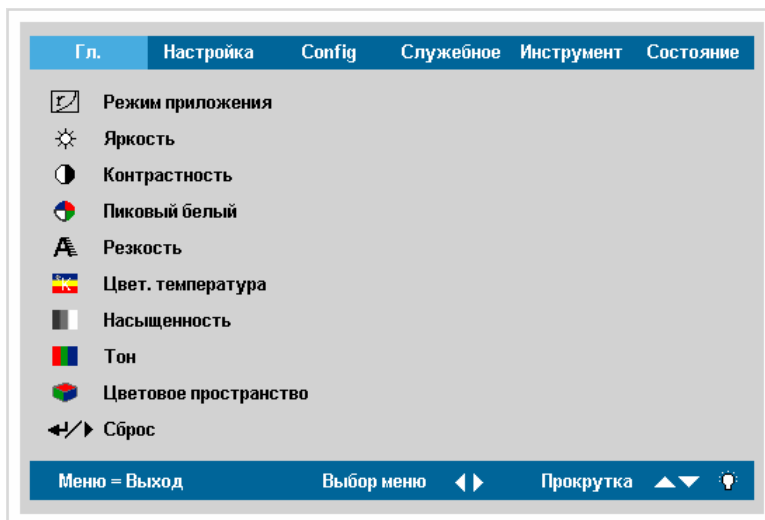 Гл. Настройка Config Служебное Инструмент Состояние
Режим приложения
Яркость
Контрастность
Пиковый белый
Резкость
Цвет. температура
Насыщенность
Тон
Цветовое пространство
Сброс
Меню = Выход Выбор меню Прокрутка